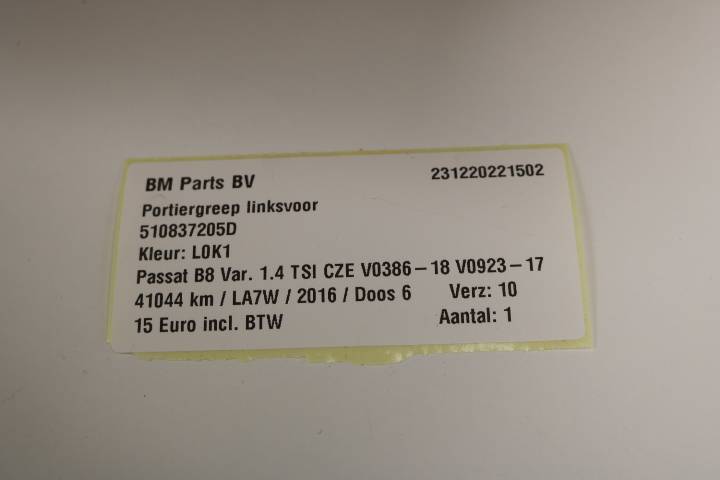 BM Parts BV 231220221502
Portiergreep linksvoor
510837205D
Kleur: L0K1
Passat B8 Var. 1.4 TSI CZE V0386-18 V0923-17
41044 km / LA7W / 2016 / Doos 6 Verz: 10
15 Euro incl. BTW Aantal: 1